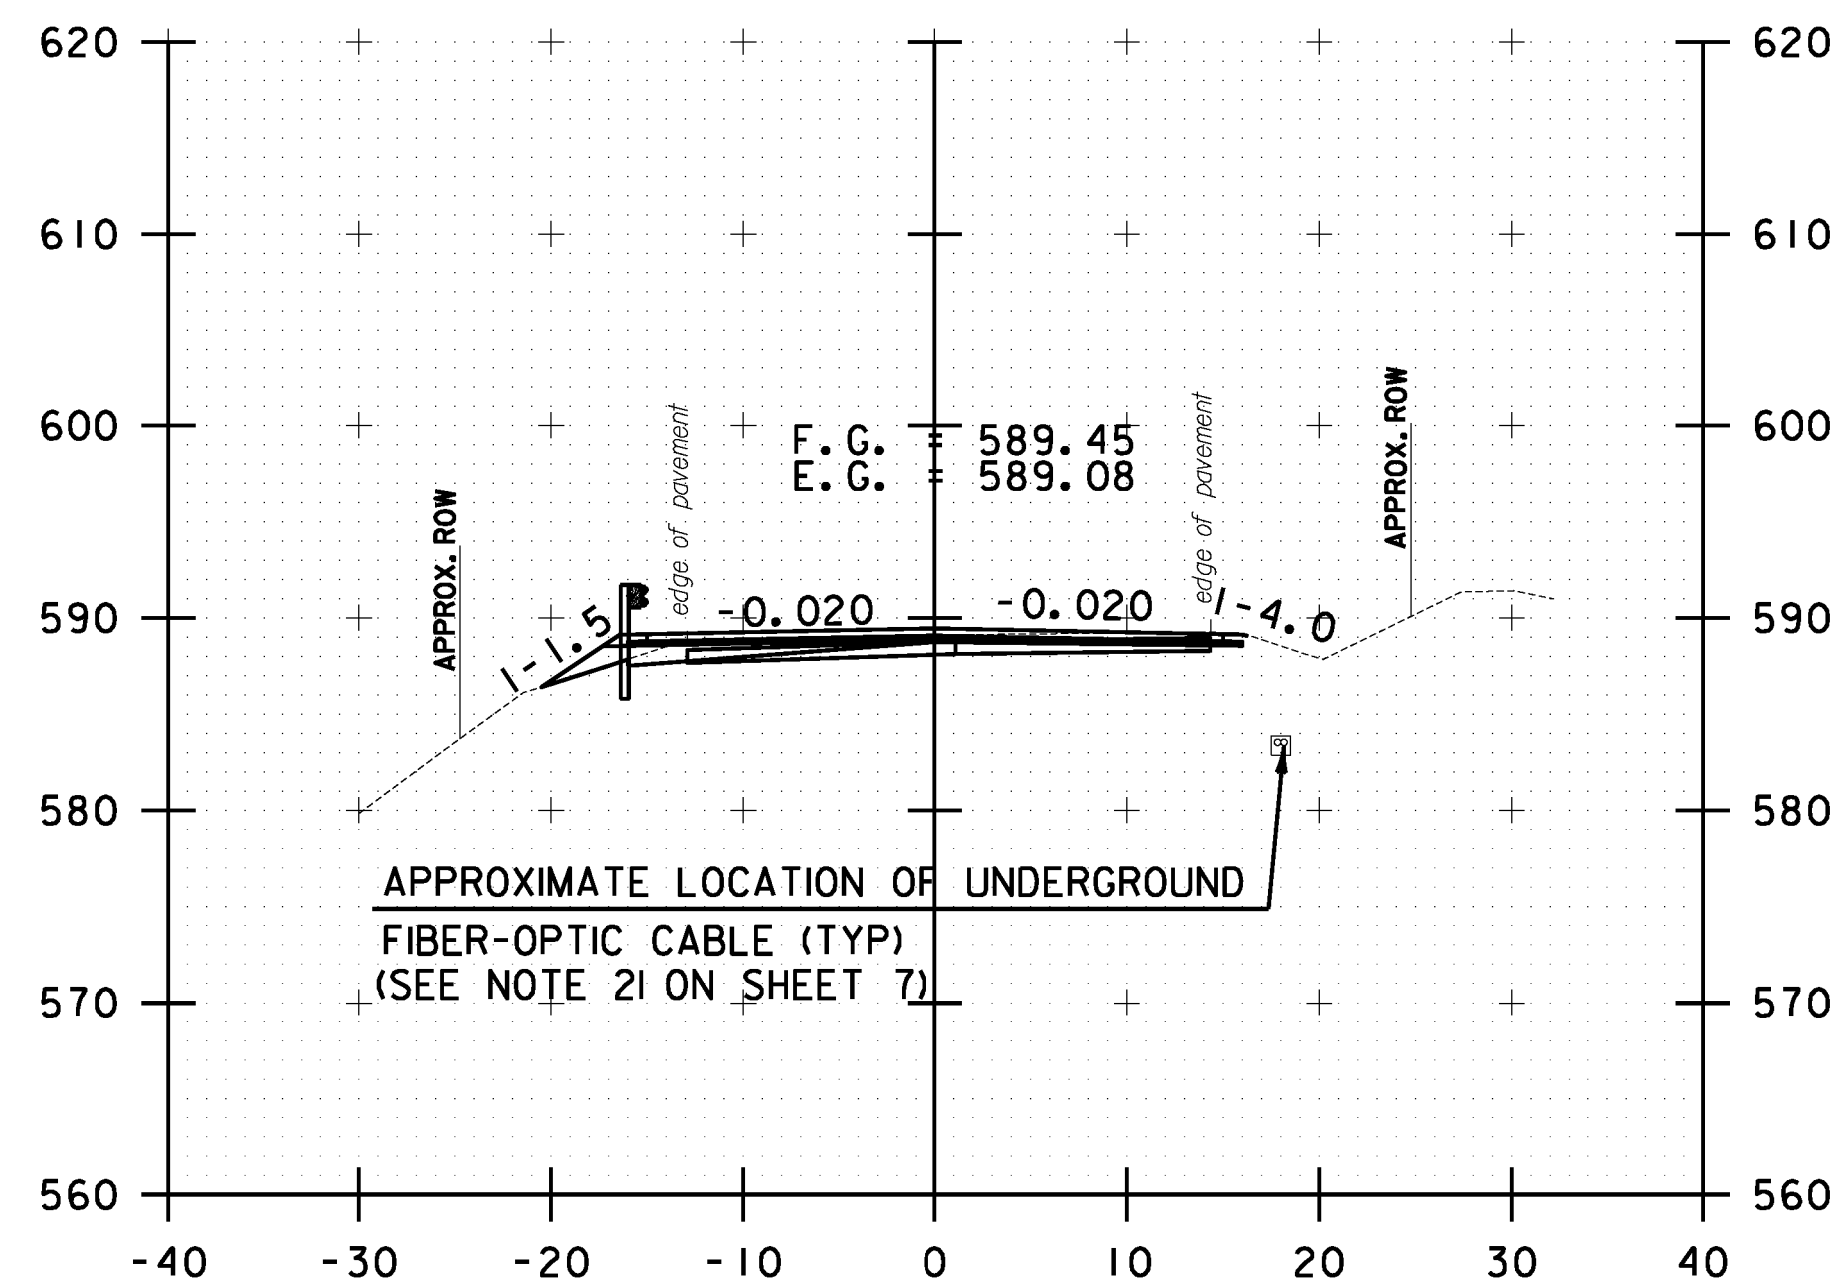 620 620
610 610
600 600
590 590
580 580
570 570
560 560
F.G. = 589.45
E.G. = 589.08
APPROX. ROW
edge of pavement
edge of pavement
APPROX. ROW
1-1.5
-0.020
-0.020
1-4.0
APPROXIMATE LOCATION OF UNDERGROUND
FIBER-OPTIC CABLE (TYP)
(SEE NOTE 21 ON SHEET 7)
-40 -30 -20 -10 0 10 20 30 40